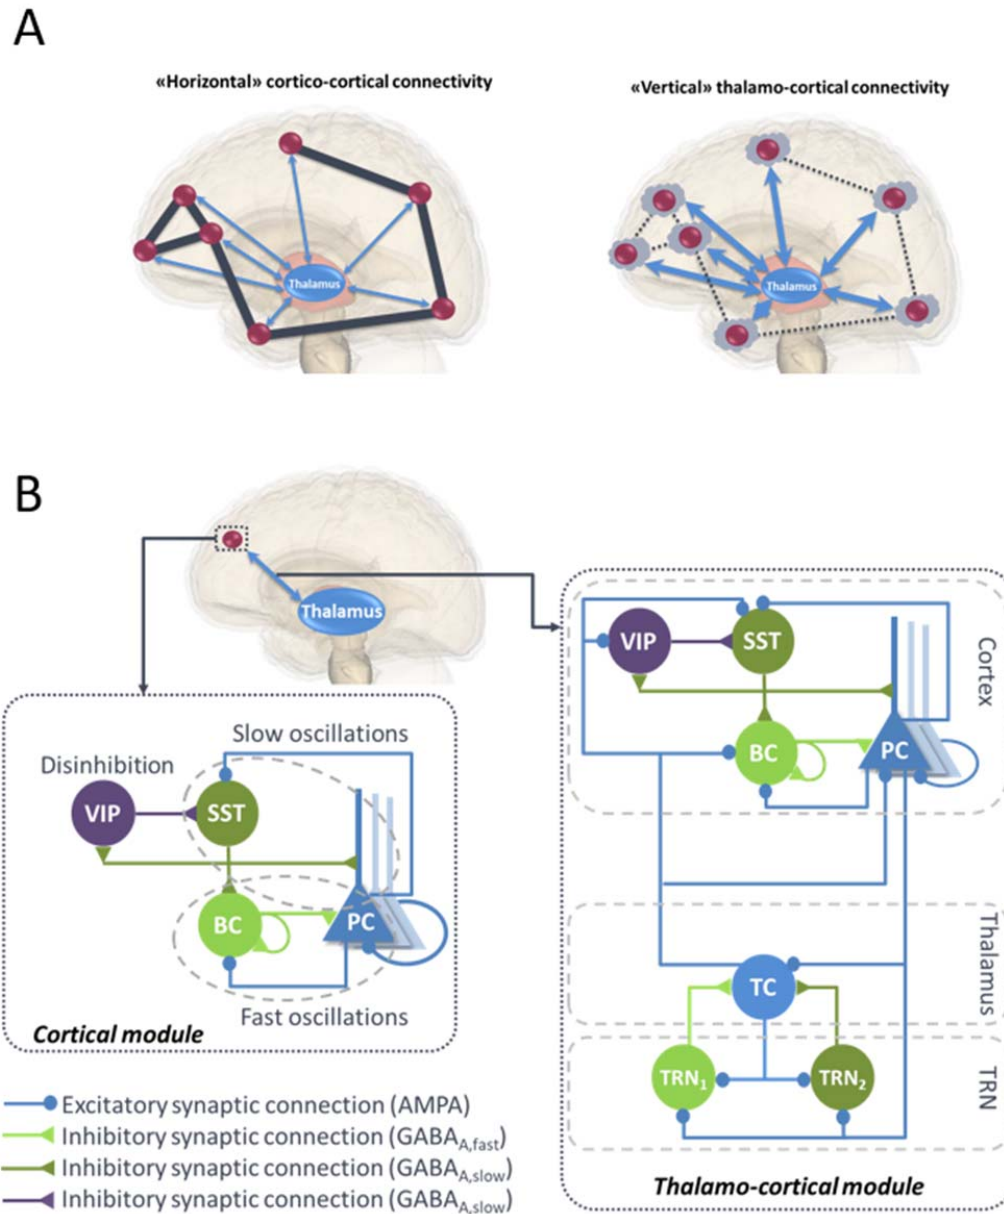 A
«Horizontal» cortico-cortical connectivity
«Vertical» thalamo-cortical connectivity
Thalamus
Thalamus
B
Thalamus
Slow oscillations
Disinhibition
VIP
SST
BC
PC
Fast oscillations
Cortical module
VIP
SST
BC
PC
Cortex
Thalamus
TC
TRN1
TRN2
TRN
Thalamo-cortical module
Excitatory synaptic connection (AMPA)
Inhibitory synaptic connection (GABAA,fast)
Inhibitory synaptic connection (GABAA,slow)
Inhibitory synaptic connection (GABAA,slow)